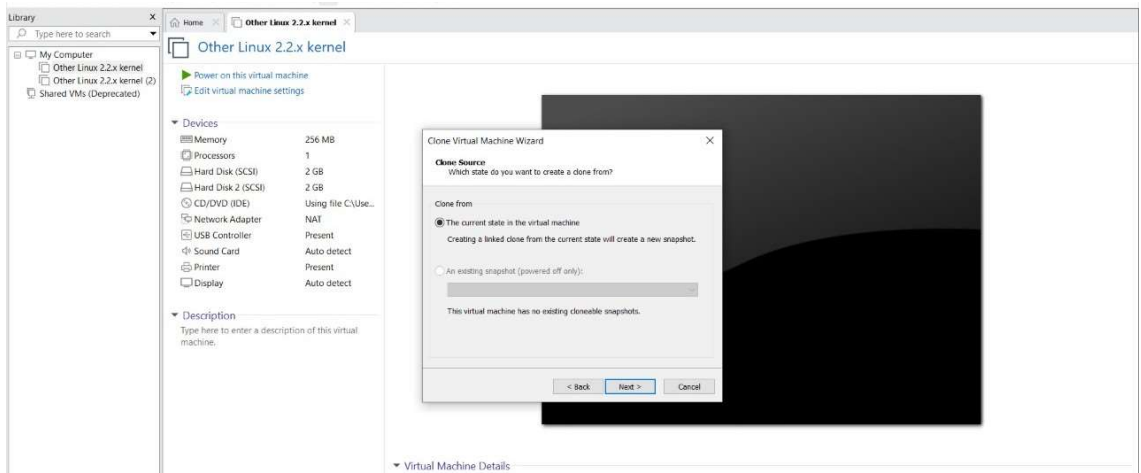 Library X
Type here to search
My Computer
Other Linux 2.2.x kernel
Other Linux 2.2.x kernel (2)
Shared VMs (Deprecated)
Home Other Linux 2.2.x kernel
Other Linux 2.2.x kernel
Power on this virtual machine
Edit virtual machine settings
Devices
Memory 256 MB
Processors 1
Hard Disk (SCSI) 2 GB
Hard Disk 2 (SCSI) 2 GB
CD/DVD (IDE) Using file C:\Use...
Network Adapter NAT
USB Controller Present
Sound Card Auto detect
Printer Present
Display Auto detect
Description
Type here to enter a description of this virtual
machine.
Clone Virtual Machine Wizard
Clone Source
Which state do you want to create a clone from?
Clone from
The current state in the virtual machine
Creating a linked clone from the current state will create a new snapshot.
An existing snapshot (powered off only):
This virtual machine has no existing cloneable snapshots.
< Back Next > Cancel
Virtual Machine Details